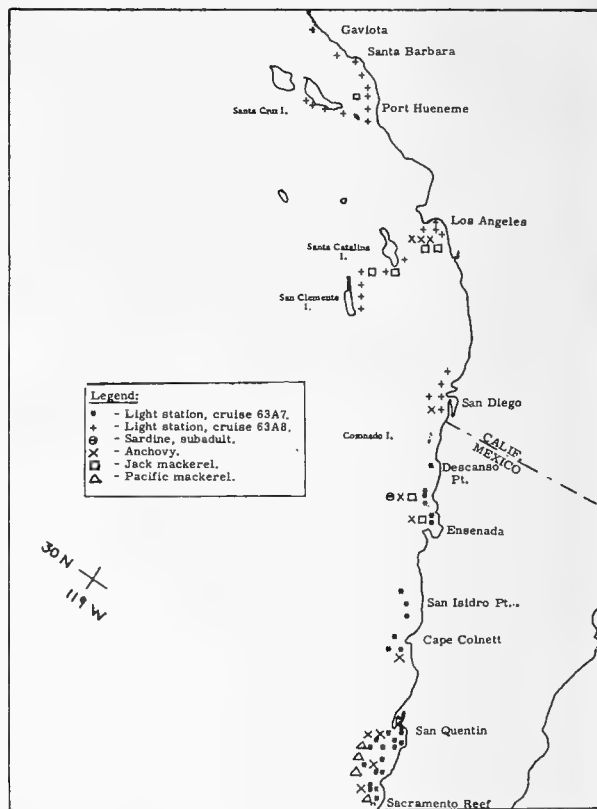 Gaviota
Santa Barbara
Santa Cruz I.
Port Hueneme
Los Angeles
Santa Catalina
I.
San Clemente
I.
Legend:
- Light station, cruise 63A7.
- Light station, cruise 63A8.
- Sardine, subadult.
- Anchovy.
- Jack mackerel.
- Pacific mackerel.
San Diego
Coronado I.
CALIF.
MEXICO
Descanso
Pt.
Ensenada
30 N
119 W
San Isidro Pt.
Cape Colnett
San Quentin
Sacramento Reef